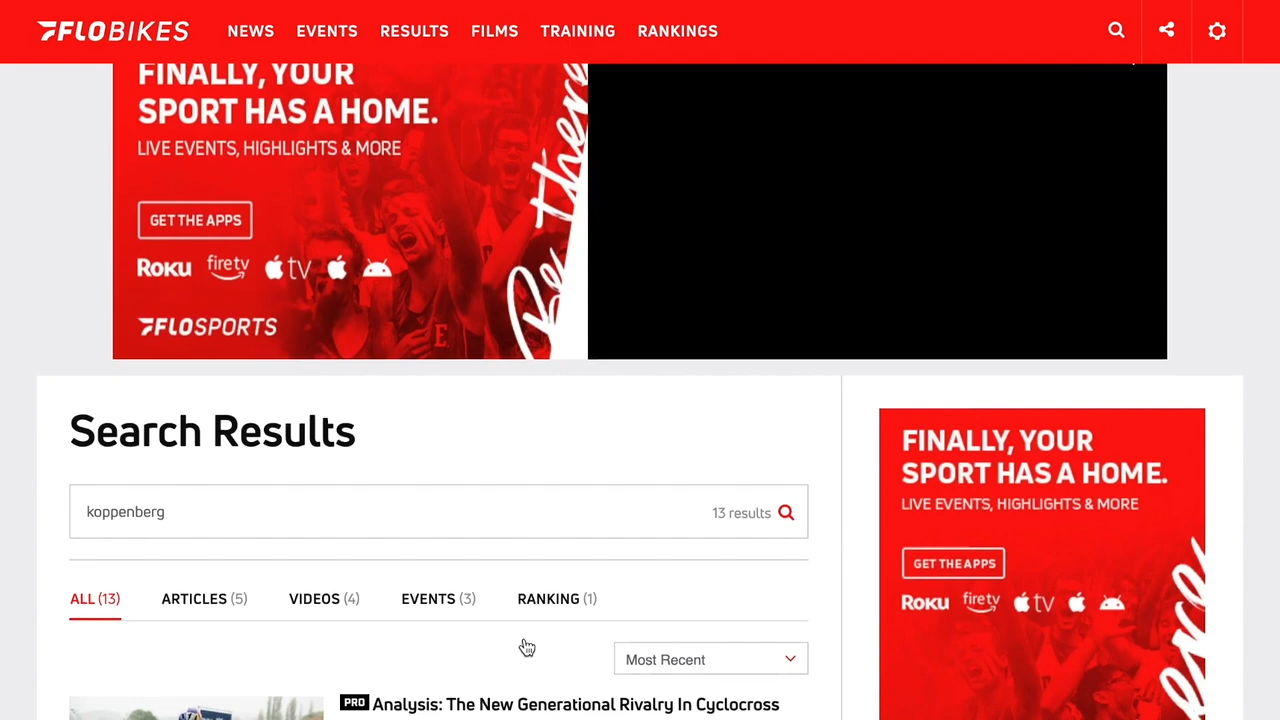 FLOBIKES NEWS EVENTS RESULTS FILMS TRAINING RANKINGS
FINALLY, YOUR
SPORT HAS A HOME.
LIVE EVENTS, HIGHLIGHTS & MORE
GET THE APPS
Roku firetv tv
FLOSPORTS
Be there
E
Search Results
koppenberg 13 results
ALL (13) ARTICLES (5) VIDEOS (4) EVENTS (3) RANKING (1)
Most Recent
PRO Analysis: The New Generational Rivalry In Cyclocross
FINALLY, YOUR
SPORT HAS A HOME.
LIVE EVENTS, HIGHLIGHTS & MORE
GET THE APPS
Roku firetv tv